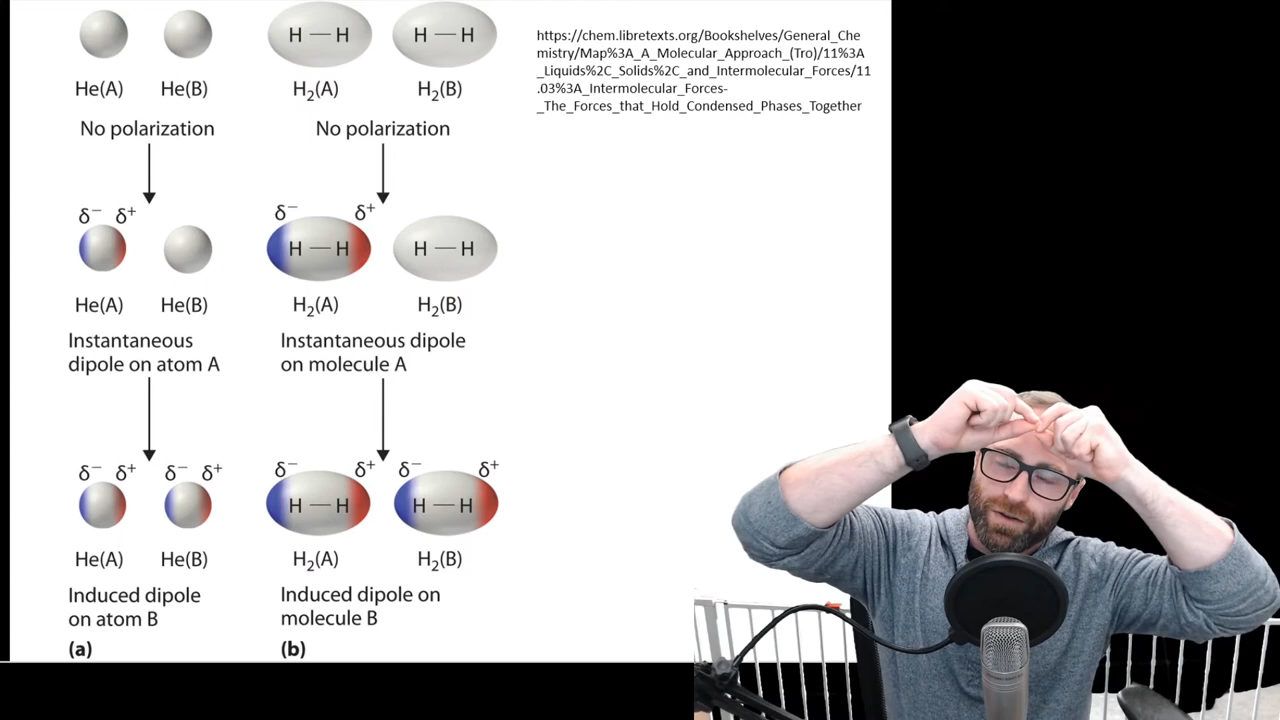 H — H
H — H
He(A)
He(B)
H₂(A)
H₂(B)
No polarization
No polarization
https://chem.libretexts.org/Bookshelves/General_Che
mistry/Map%3A_A_Molecular_Approach_(Tro)/11%3A
_Liquids%2C_Solids%2C_and_Intermolecular_Forces/11
.03%3A_Intermolecular_Forces-
_The_Forces_that_Hold_Condensed_Phases_Together
δ⁻ δ⁺
δ⁻ δ⁺
H — H
H — H
He(A)
He(B)
H₂(A)
H₂(B)
Instantaneous
dipole on atom A
Instantaneous dipole
on molecule A
δ⁻ δ⁺
δ⁻ δ⁺
δ⁻ δ⁺
δ⁻ δ⁺
H — H
H — H
He(A)
He(B)
H₂(A)
H₂(B)
Induced dipole
on atom B
Induced dipole on
molecule B
(a)
(b)